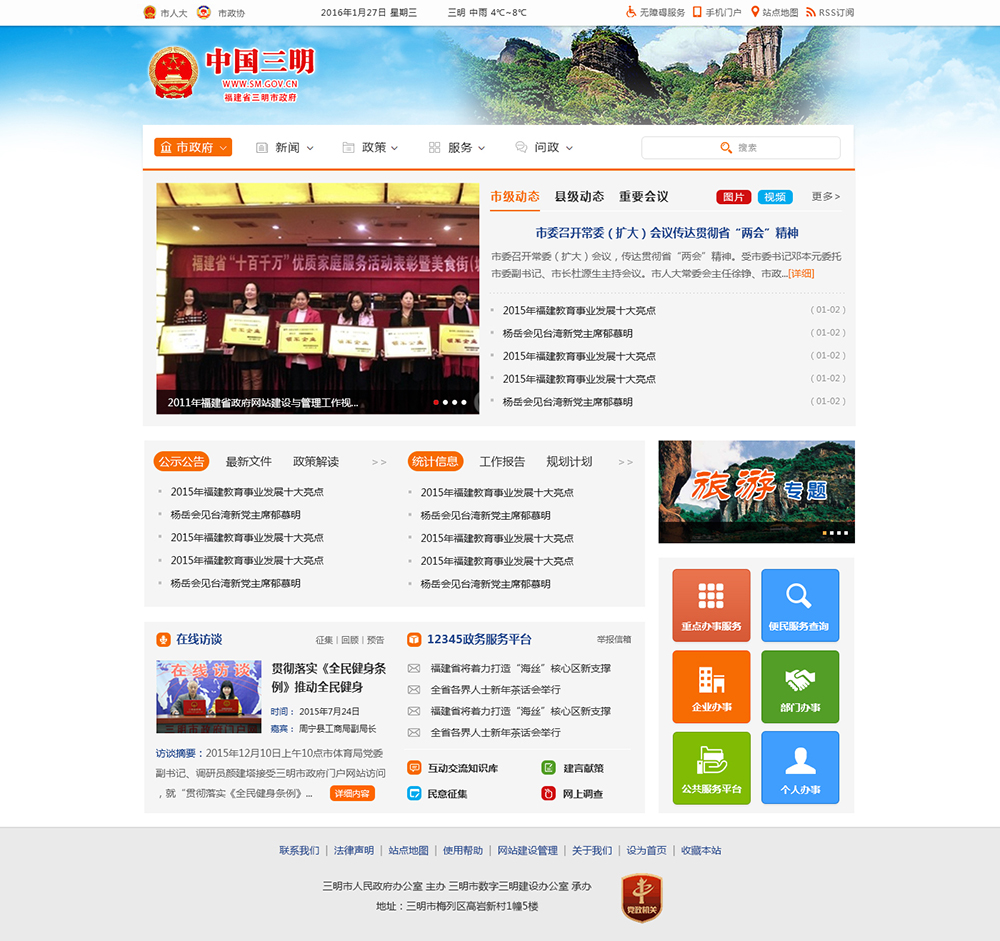 市人大 市政协 2016年1月27日 星期三 三明 中雨 4℃~8℃ 无障碍服务 手机门户 站点地图 RSS订阅
中国三明
WWW.SM.GOV.CN
福建省三明市政府
市政府 新闻 政策 服务 问政 搜索
福建省“十百千万”优质家庭服务活动表彰暨美食街(
2011年福建省政府网站建设与管理工作视...
市级动态 县级动态 重要会议 图片 视频 更多>
市委召开常委（扩大）会议传达贯彻省“两会”精神
市委召开常委（扩大）会议，传达贯彻省“两会”精神。受市委书记邓本元委托
市委副书记、市长杜源生主持会议。市人大常委会主任徐铮、市政...[详细]
2015年福建教育事业发展十大亮点 ( 01-02 )
杨岳会见台湾新党主席郁慕明 ( 01-02 )
2015年福建教育事业发展十大亮点 ( 01-02 )
2015年福建教育事业发展十大亮点 ( 01-02 )
杨岳会见台湾新党主席郁慕明 ( 01-02 )
公示公告 最新文件 政策解读 >>
2015年福建教育事业发展十大亮点
杨岳会见台湾新党主席郁慕明
2015年福建教育事业发展十大亮点
2015年福建教育事业发展十大亮点
杨岳会见台湾新党主席郁慕明
统计信息 工作报告 规划计划 >>
2015年福建教育事业发展十大亮点
杨岳会见台湾新党主席郁慕明
2015年福建教育事业发展十大亮点
2015年福建教育事业发展十大亮点
杨岳会见台湾新党主席郁慕明
旅游专题
在线访谈 征集 | 回顾 | 预告
在线访谈
贯彻落实《全民健身条
例》推动全民健身
时间： 2015年7月24日
嘉宾： 周宁县工商局副局长
访谈摘要：2015年12月10日上午10点市体育局党委
副书记、调研员颜建塔接受三明市政府门户网站访问
，就“贯彻落实《全民健身条例》... 详细内容
12345政务服务平台 举报信箱
福建省将着力打造“海丝”核心区新支撑
全省各界人士新年茶话会举行
福建省将着力打造“海丝”核心区新支撑
全省各界人士新年茶话会举行
互动交流知识库 建言献策
民意征集 网上调查
重点办事服务 便民服务查询
企业办事 部门办事
公共服务平台 个人办事
联系我们 | 法律声明 | 站点地图 | 使用帮助 | 网站建设管理 | 关于我们 | 设为首页 | 收藏本站
三明市人民政府办公室 主办 三明市数字三明建设办公室 承办
地址：三明市梅列区高岩新村1幢5楼
党政机关